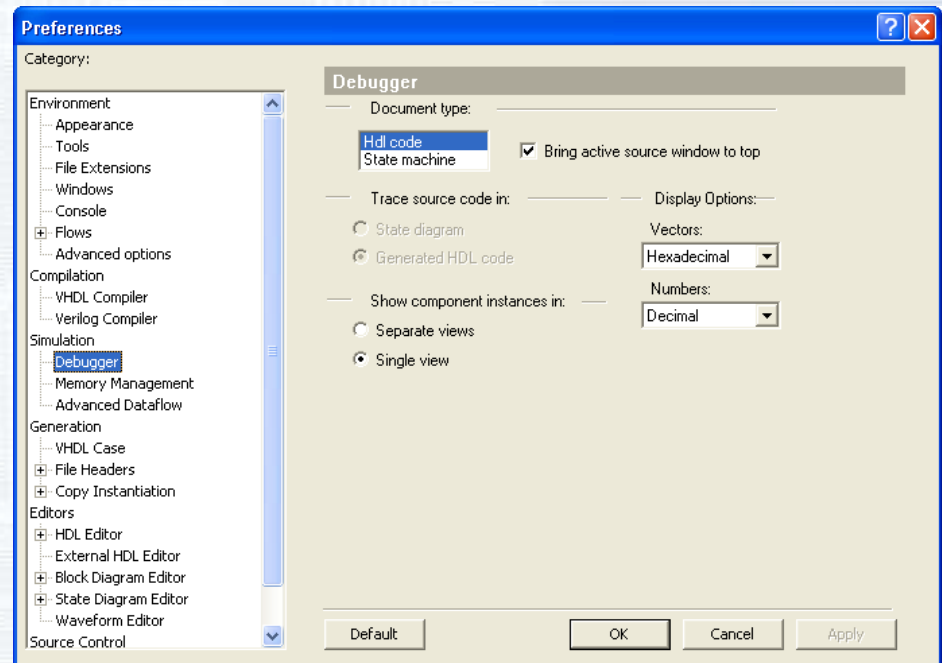 Preferences
Category:
Environment
Appearance
Tools
File Extensions
Windows
Console
Flows
Advanced options
Compilation
VHDL Compiler
Verilog Compiler
Simulation
Debugger
Memory Management
Advanced Dataflow
Generation
VHDL Case
File Headers
Copy Instantiation
Editors
HDL Editor
External HDL Editor
Block Diagram Editor
State Diagram Editor
Waveform Editor
Source Control
Debugger
Document type:
Hdl code
State machine
Bring active source window to top
Trace source code in:
State diagram
Generated HDL code
Display Options:
Vectors:
Hexadecimal
Numbers:
Decimal
Show component instances in:
Separate views
Single view
Default
OK
Cancel
Apply